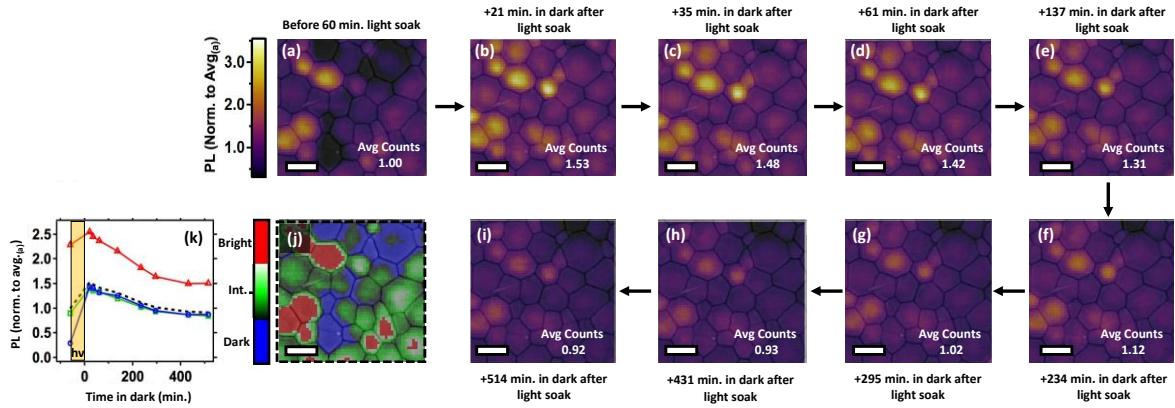 Before 60 min. light soak
+21 min. in dark after
light soak
+35 min. in dark after
light soak
+61 min. in dark after
light soak
+137 min. in dark after
light soak
PL (Norm. to Avg(a))
3.0
2.0
1.0
(a)
Avg Counts
1.00
(b)
Avg Counts
1.53
(c)
Avg Counts
1.48
(d)
Avg Counts
1.42
(e)
Avg Counts
1.31
PL (norm. to avg.(a))
2.5
2.0
1.5
1.0
0.5
0.0
(k)
hv
0 200 400
Time in dark (min.)
Bright
Int.
Dark
(j)
(i)
Avg Counts
0.92
(h)
Avg Counts
0.93
(g)
Avg Counts
1.02
(f)
Avg Counts
1.12
+514 min. in dark after
light soak
+431 min. in dark after
light soak
+295 min. in dark after
light soak
+234 min. in dark after
light soak